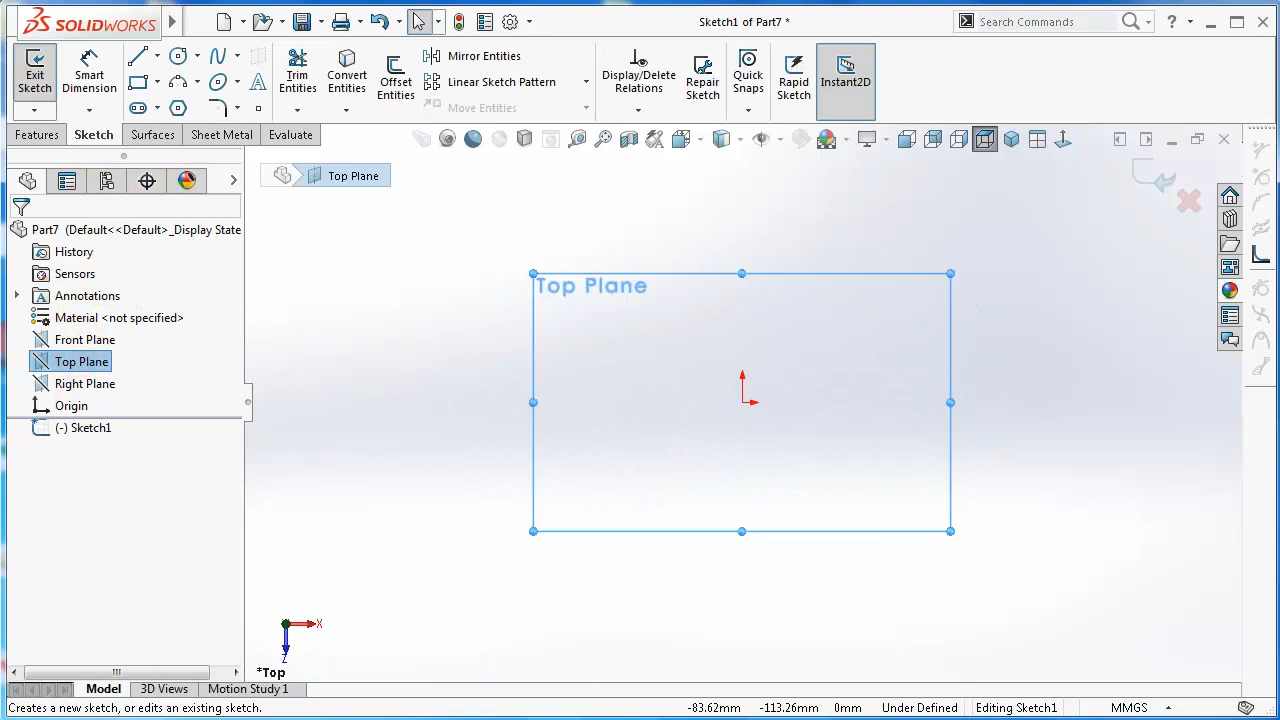 SOLIDWORKS
Sketch1 of Part7 *
Search Commands
?
Exit Sketch
Smart Dimension
Trim Entities
Convert Entities
Offset Entities
Mirror Entities
Linear Sketch Pattern
Move Entities
Display/Delete Relations
Repair Sketch
Quick Snaps
Rapid Sketch
Instant2D
Features
Sketch
Surfaces
Sheet Metal
Evaluate
Top Plane
Part7 (Default<<Default>_Display State
History
Sensors
Annotations
Material <not specified>
Front Plane
Top Plane
Right Plane
Origin
(-) Sketch1
Top Plane
X
Z
*Top
Model
3D Views
Motion Study 1
Creates a new sketch, or edits an existing sketch.
-83.62mm
-113.26mm
0mm
Under Defined
Editing Sketch1
MMGS